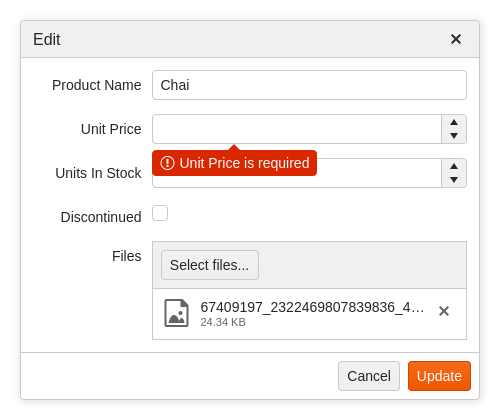 Edit
Product Name
Chai
Unit Price
Unit Price is required
Units In Stock
Discontinued
Files
Select files...
67409197_2322469807839836_4…
24.34 KB
Cancel
Update